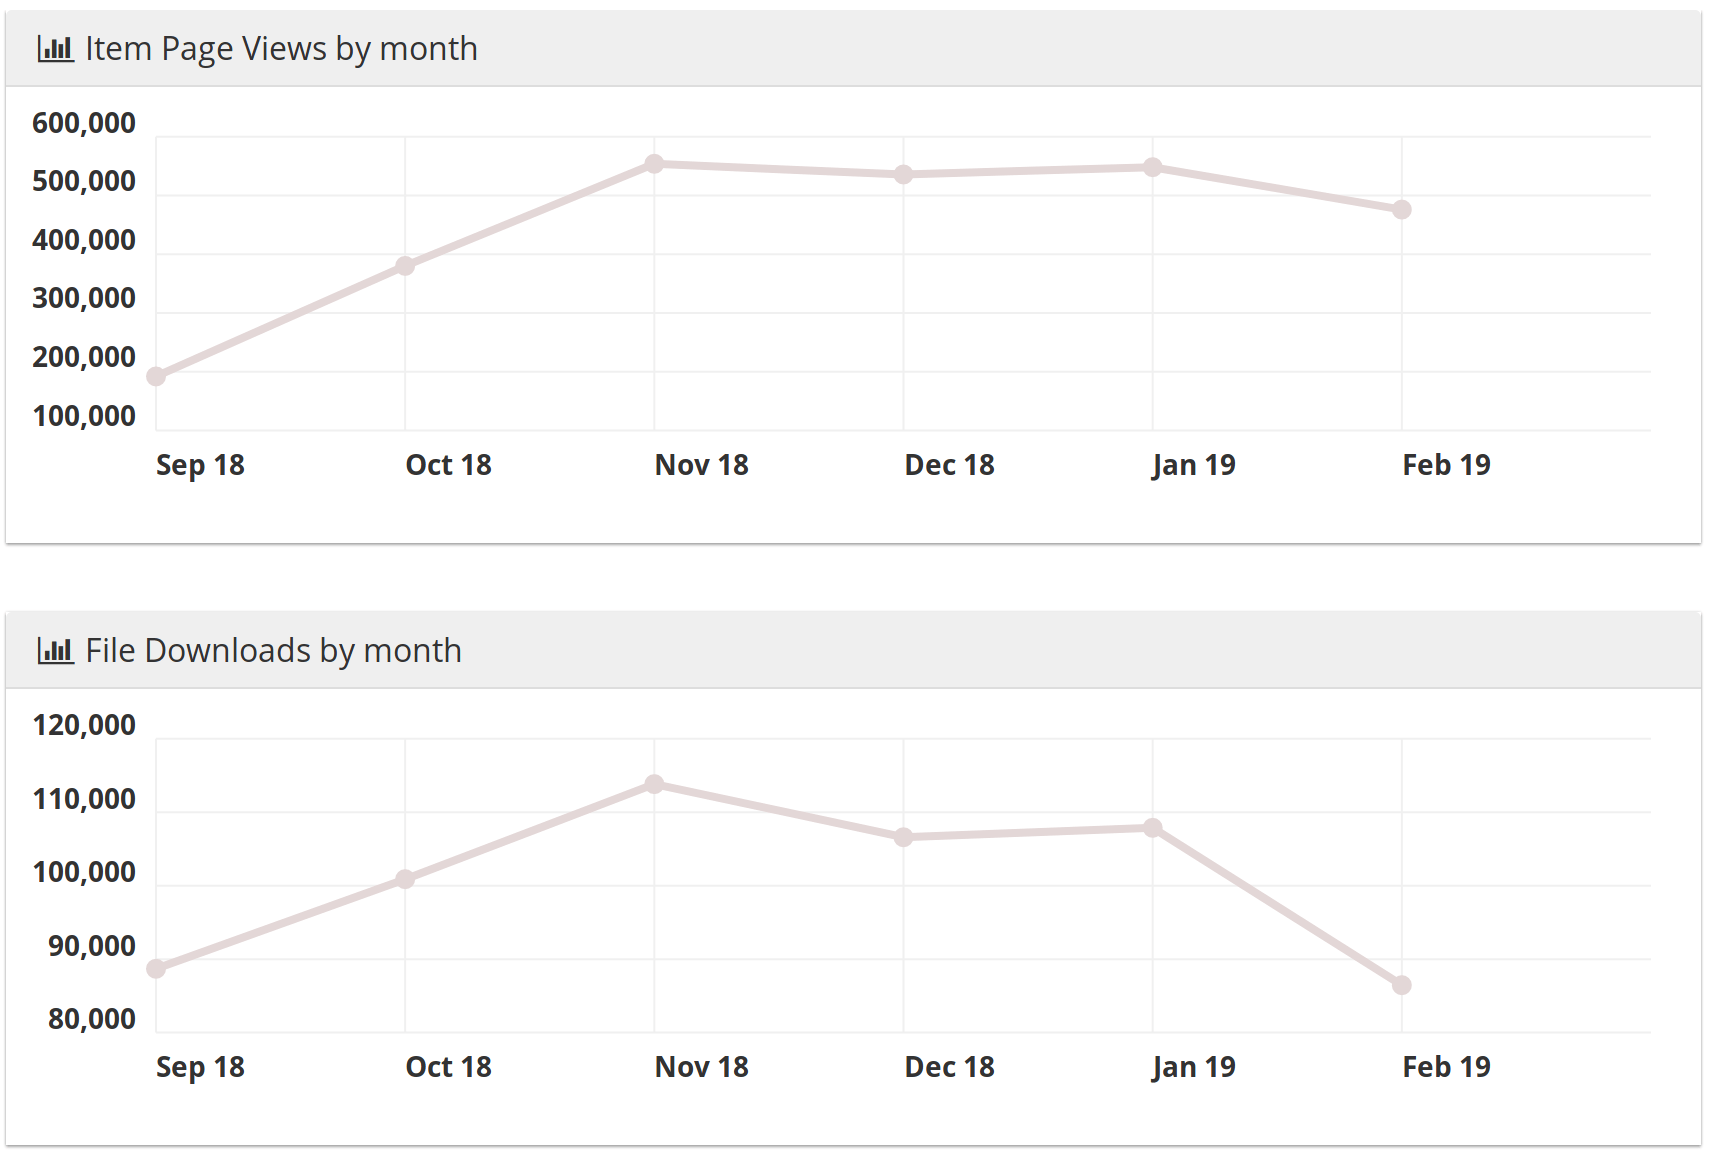 Item Page Views by month
600,000
500,000
400,000
300,000
200,000
100,000
Sep 18 Oct 18 Nov 18 Dec 18 Jan 19 Feb 19
File Downloads by month
120,000
110,000
100,000
90,000
80,000
Sep 18 Oct 18 Nov 18 Dec 18 Jan 19 Feb 19